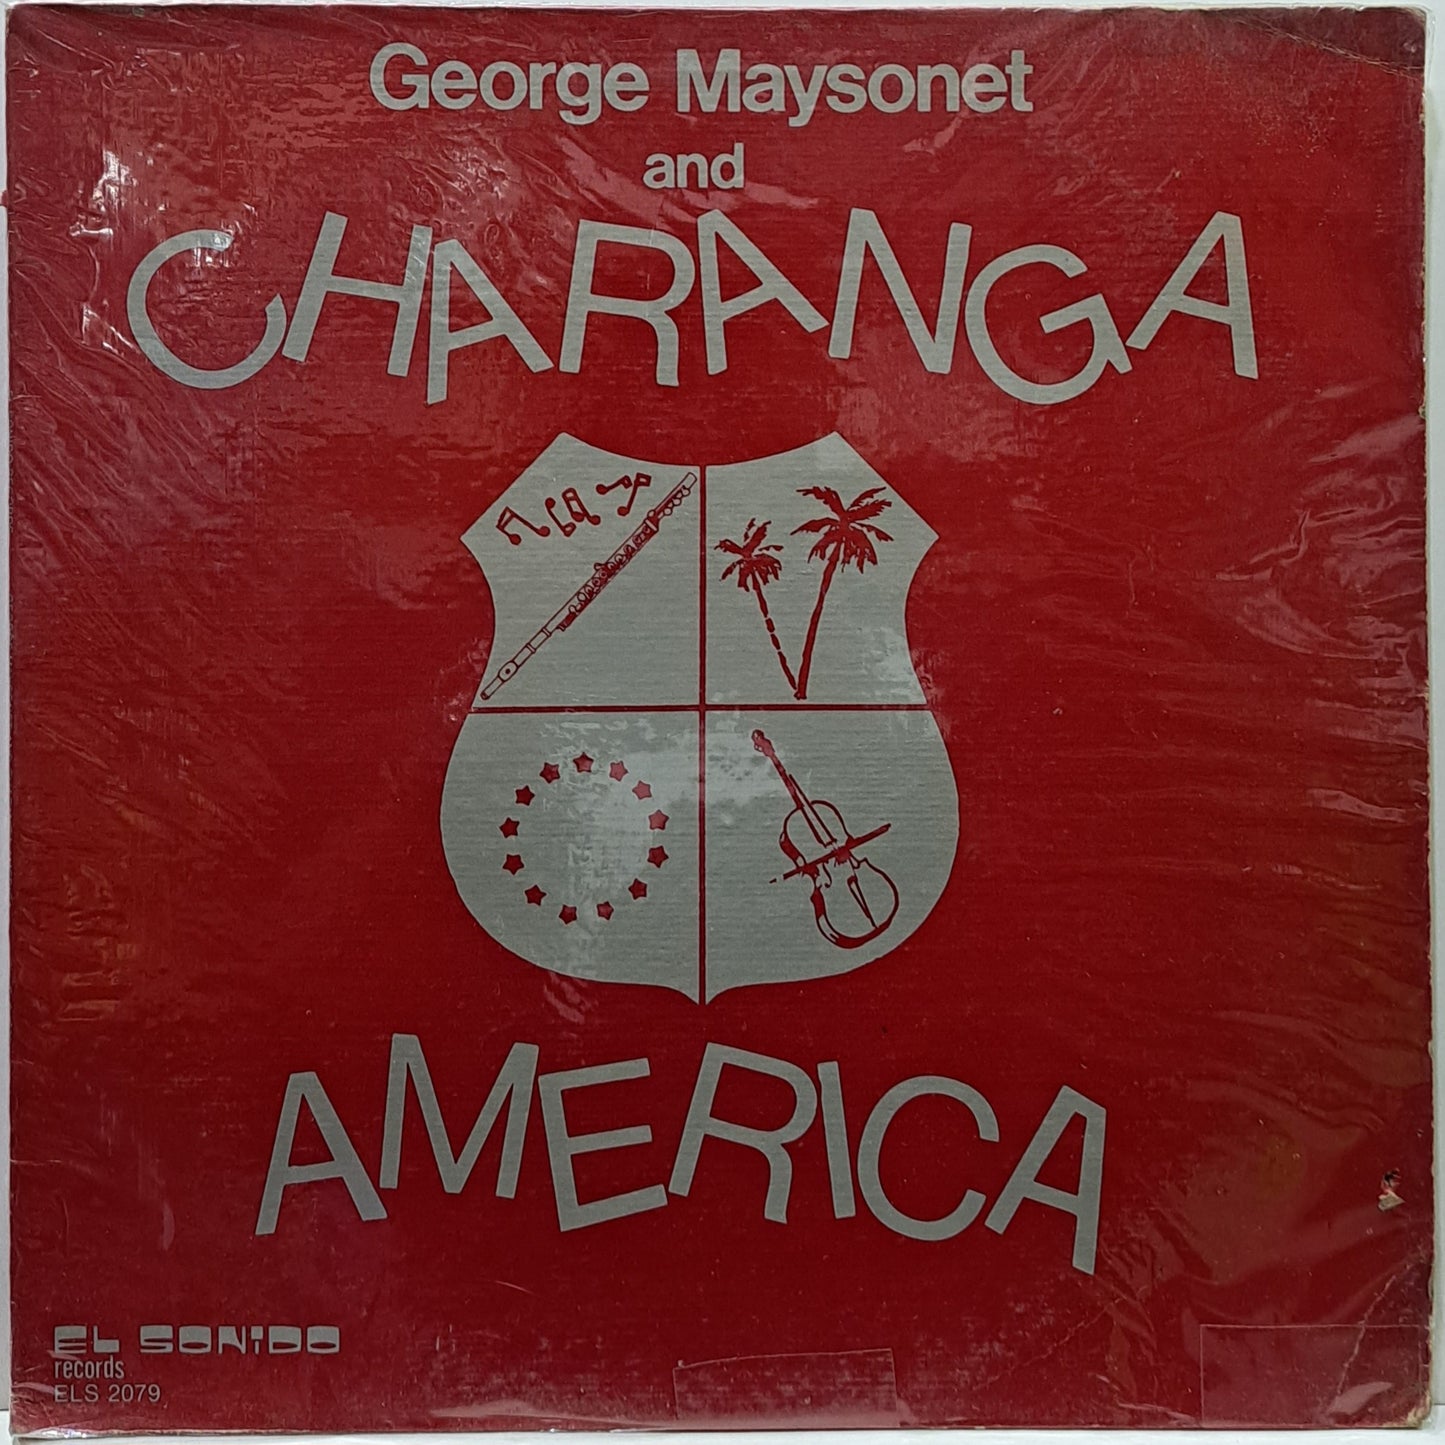 George Maysonet
and
CHARANGA
AMERICA
EL SONiDO
records
ELS 2079